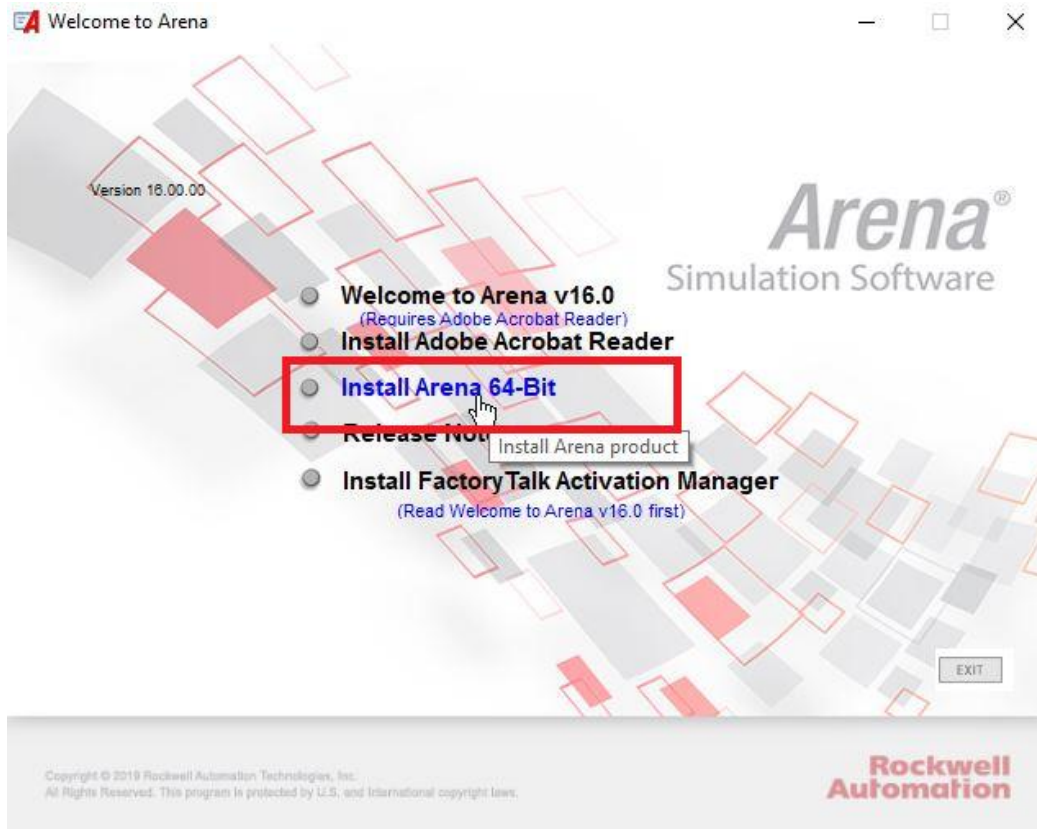 Welcome to Arena
Version 16.00.00
Arena®
Simulation Software
Welcome to Arena v16.0
(Requires Adobe Acrobat Reader)
Install Adobe Acrobat Reader
Install Arena 64-Bit
Release Not
Install Arena product
Install FactoryTalk Activation Manager
(Read Welcome to Arena v16.0 first)
EXIT
Copyright © 2019 Rockwell Automation Technologies, Inc.
All Rights Reserved. This program is protected by U.S. and International copyright laws.
Rockwell
Automation